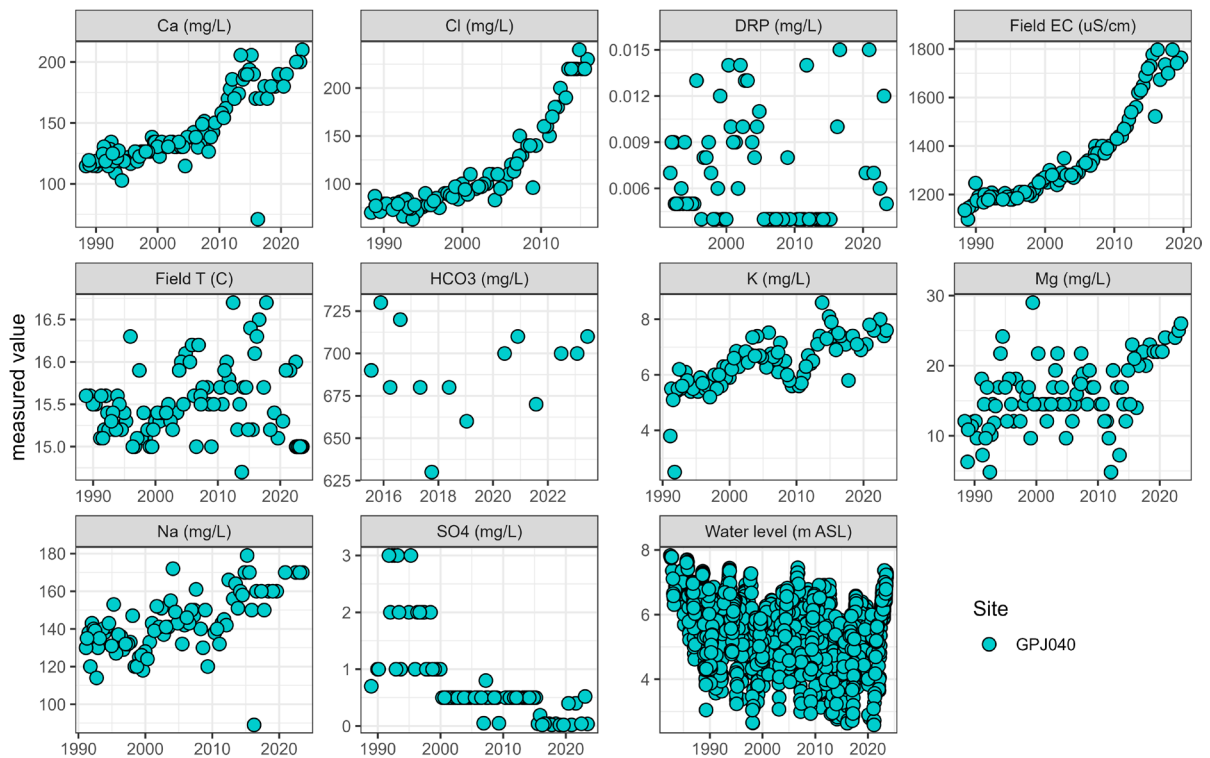 Ca (mg/L) Cl (mg/L) DRP (mg/L) Field EC (uS/cm)
200
150
100
1990 2000 2010 2020
200
150
100
1990 2000 2010
0.015
0.012
0.009
0.006
2000 2010 2020
1800
1600
1400
1200
1990 2000 2010 2020
measured value
Field T (C) HCO3 (mg/L) K (mg/L) Mg (mg/L)
16.5
16.0
15.5
15.0
1990 2000 2010 2020
725
700
675
650
625
2016 2018 2020 2022
8
6
4
1990 2000 2010 2020
30
20
10
1990 2000 2010 2020
Na (mg/L) SO4 (mg/L) Water level (m ASL)
180
160
140
120
100
1990 2000 2010 2020
3
2
1
0
1990 2000 2010 2020
8
6
4
1990 2000 2010 2020
Site
GPJ040